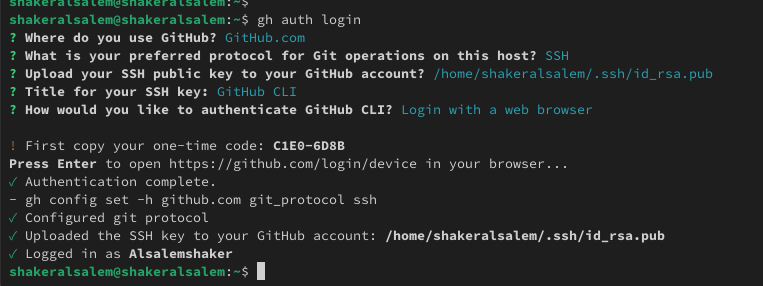 shakeralsalem@shakeralsalem:~$
shakeralsalem@shakeralsalem:~$ gh auth login
? Where do you use GitHub? GitHub.com
? What is your preferred protocol for Git operations on this host? SSH
? Upload your SSH public key to your GitHub account? /home/shakeralsalem/.ssh/id_rsa.pub
? Title for your SSH key: GitHub CLI
? How would you like to authenticate GitHub CLI? Login with a web browser
! First copy your one-time code: C1E0-6D8B
Press Enter to open https://github.com/login/device in your browser...
✓ Authentication complete.
- gh config set -h github.com git_protocol ssh
✓ Configured git protocol
✓ Uploaded the SSH key to your GitHub account: /home/shakeralsalem/.ssh/id_rsa.pub
✓ Logged in as Alsalemshaker
shakeralsalem@shakeralsalem:~$